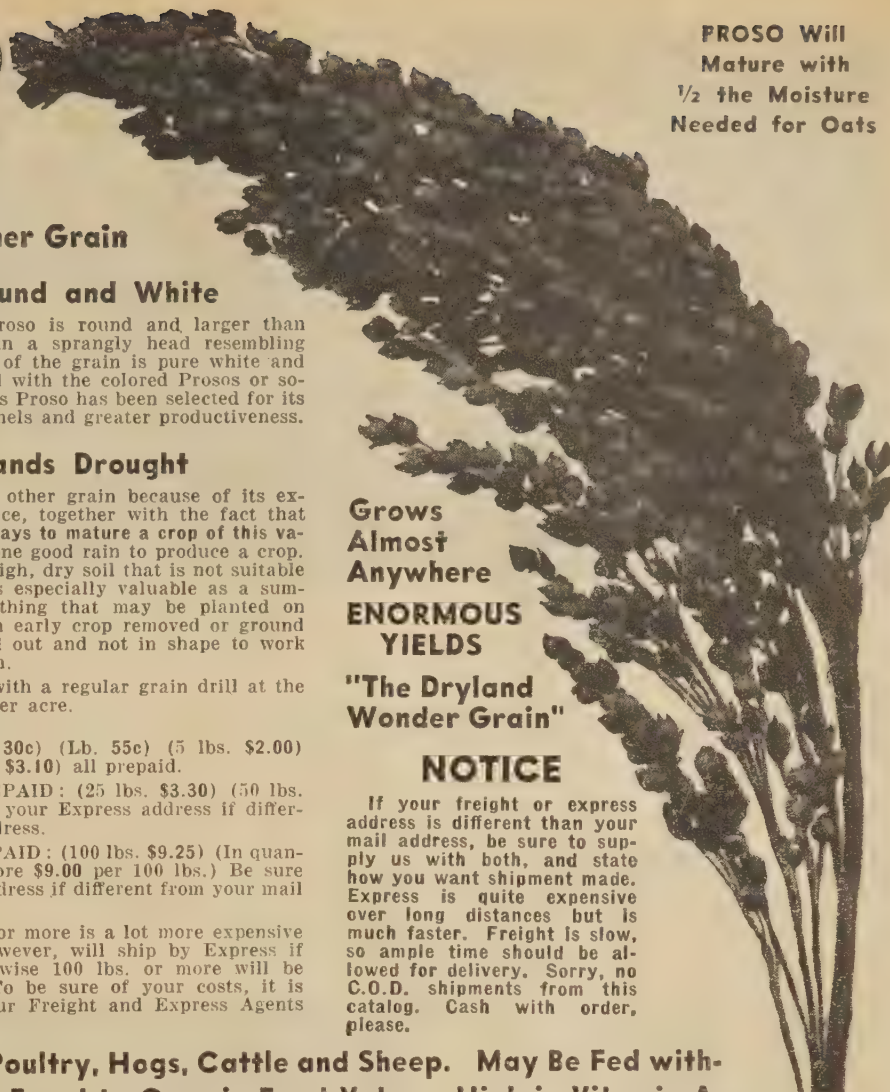 PROSO Will
Mature with
1/2 the Moisture
Needed for Oats
Grain
and White
roso is round and larger than
a sprangly head resembling
of the grain is pure white and
with the colored Prosos or so-
Proso has been selected for its
and greater productiveness.
Drought
other grain because of its ex-
together with the fact that
to mature a crop of this va-
good rain to produce a crop.
dry soil that is not suitable
especially valuable as a sum-
thing that may be planted on
early crop removed or ground
out and not in shape to work
with a regular grain drill at the
er acre.
30c) (Lb. 55c) (5 lbs. $2.00)
$3.10) all prepaid.
PAID: (25 lbs. $3.30) (50 lbs.
your Express address if differ-
dress.
PAID: (100 lbs. $9.25) (In quan-
ore $9.00 per 100 lbs.) Be sure
dress if different from your mail
or more is a lot more expensive
wever, will ship by Express if
wise 100 lbs. or more will be
To be sure of your costs, it is
ur Freight and Express Agents
Grows
Almost
Anywhere
ENORMOUS
YIELDS
"The Dryland
Wonder Grain"
NOTICE
If your freight or express
address is different than your
mail address, be sure to sup-
ply us with both, and state
how you want shipment made.
Express is quite expensive
over long distances but is
much faster. Freight is slow,
so ample time should be al-
lowed for delivery. Sorry, no
C.O.D. shipments from this
catalog. Cash with order,
please.
Poultry, Hogs, Cattle and Sheep. May Be Fed with-